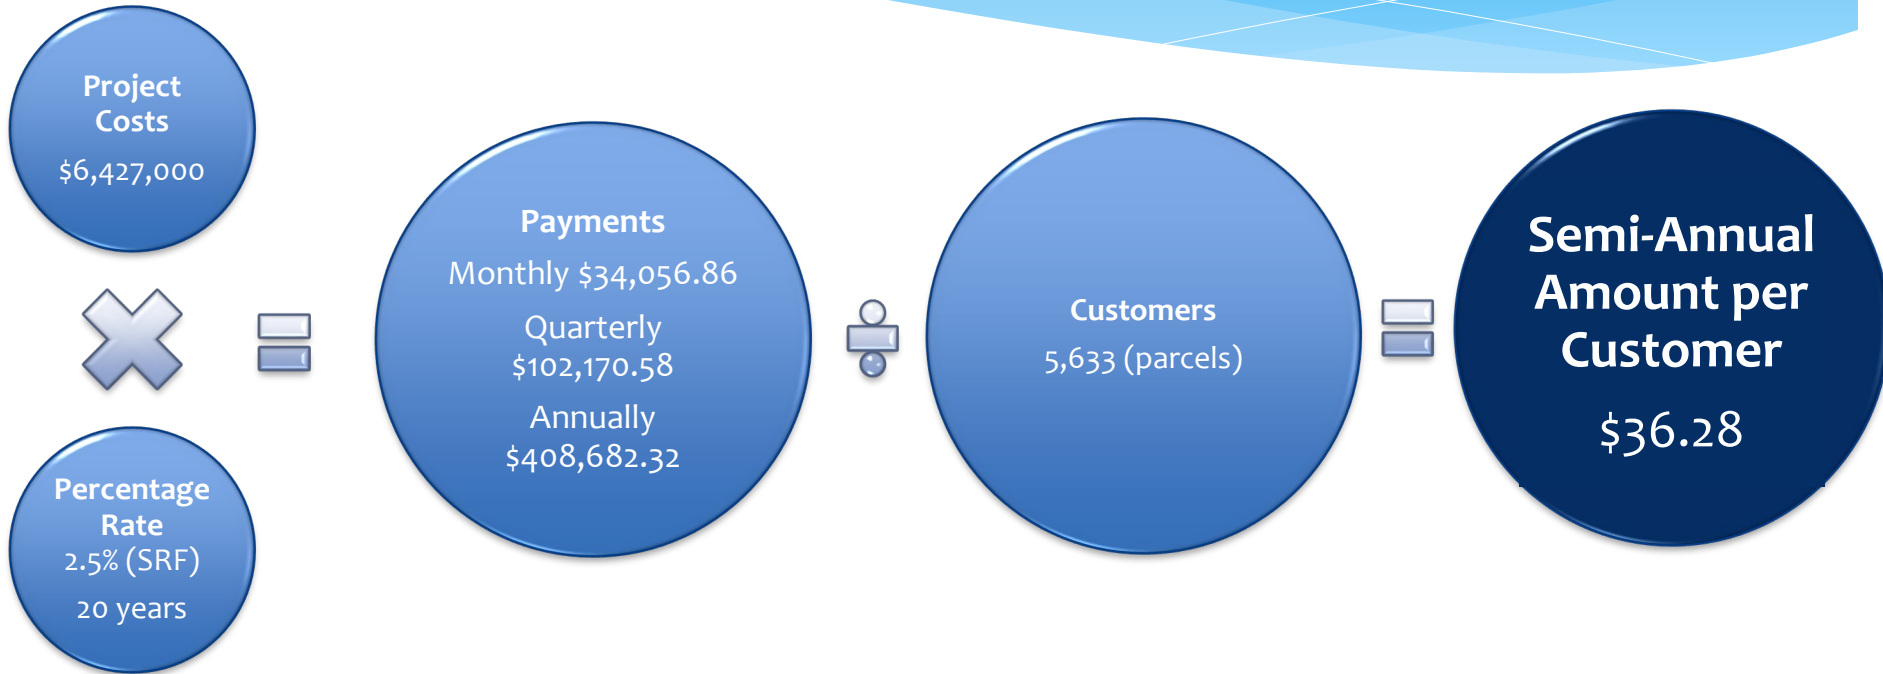 Project
Costs
$6,427,000
Percentage
Rate
2.5% (SRF)
20 years
Payments
Monthly $34,056.86
Quarterly
$102,170.58
Annually
$408,682.32
Customers
5,633 (parcels)
Semi-Annual
Amount per
Customer
$36.28